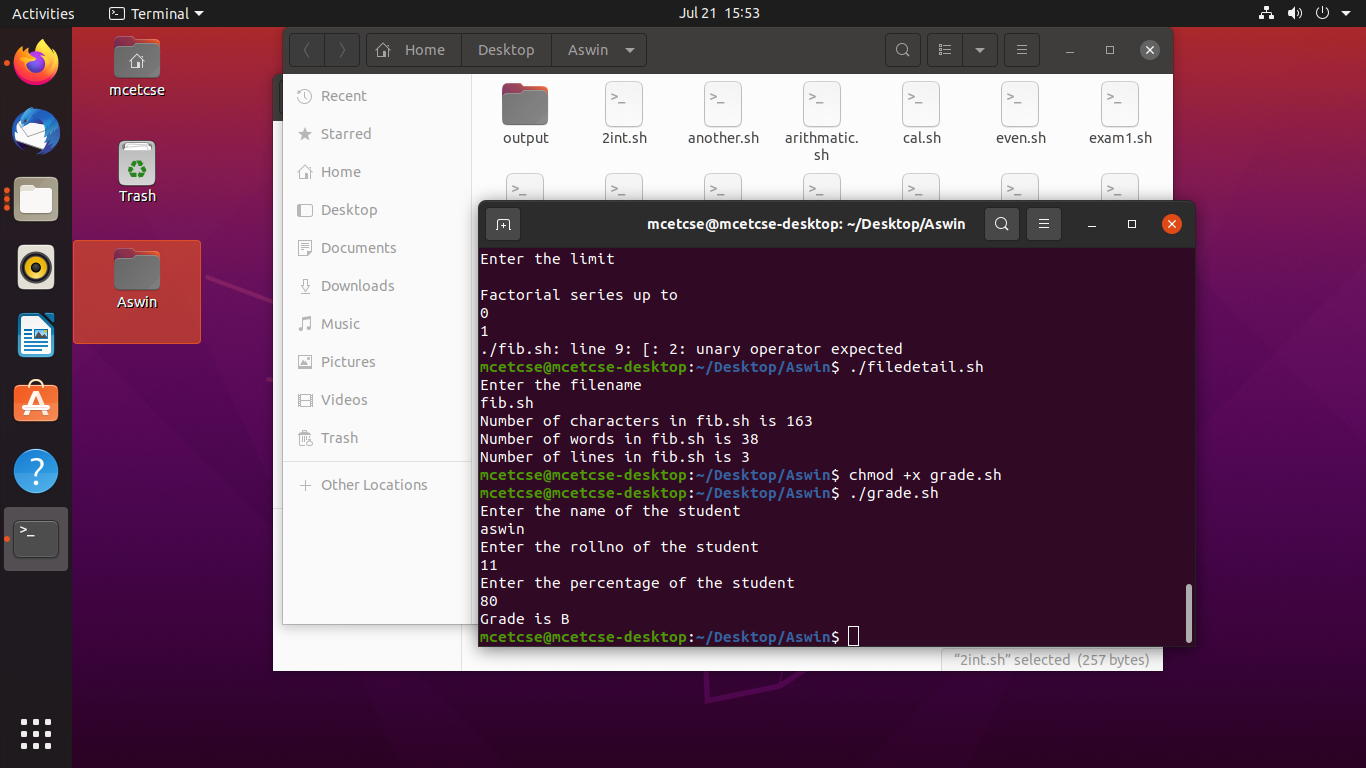 Activities
Terminal
Jul 21 15:53
mcetcse
Trash
Aswin
Home
Desktop
Aswin
Recent
Starred
Home
Desktop
Documents
Downloads
Music
Pictures
Videos
Trash
Other Locations
output
2int.sh
another.sh
arithmatic.
sh
cal.sh
even.sh
exam1.sh
mcetcse@mcetcse-desktop: ~/Desktop/Aswin
Enter the limit
Factorial series up to
0
1
./fib.sh: line 9: [: 2: unary operator expected
mcetcse@mcetcse-desktop:~/Desktop/Aswin$ ./filedetail.sh
Enter the filename
fib.sh
Number of characters in fib.sh is 163
Number of words in fib.sh is 38
Number of lines in fib.sh is 3
mcetcse@mcetcse-desktop:~/Desktop/Aswin$ chmod +x grade.sh
mcetcse@mcetcse-desktop:~/Desktop/Aswin$ ./grade.sh
Enter the name of the student
aswin
Enter the rollno of the student
11
Enter the percentage of the student
80
Grade is B
mcetcse@mcetcse-desktop:~/Desktop/Aswin$
“2int.sh” selected (257 bytes)